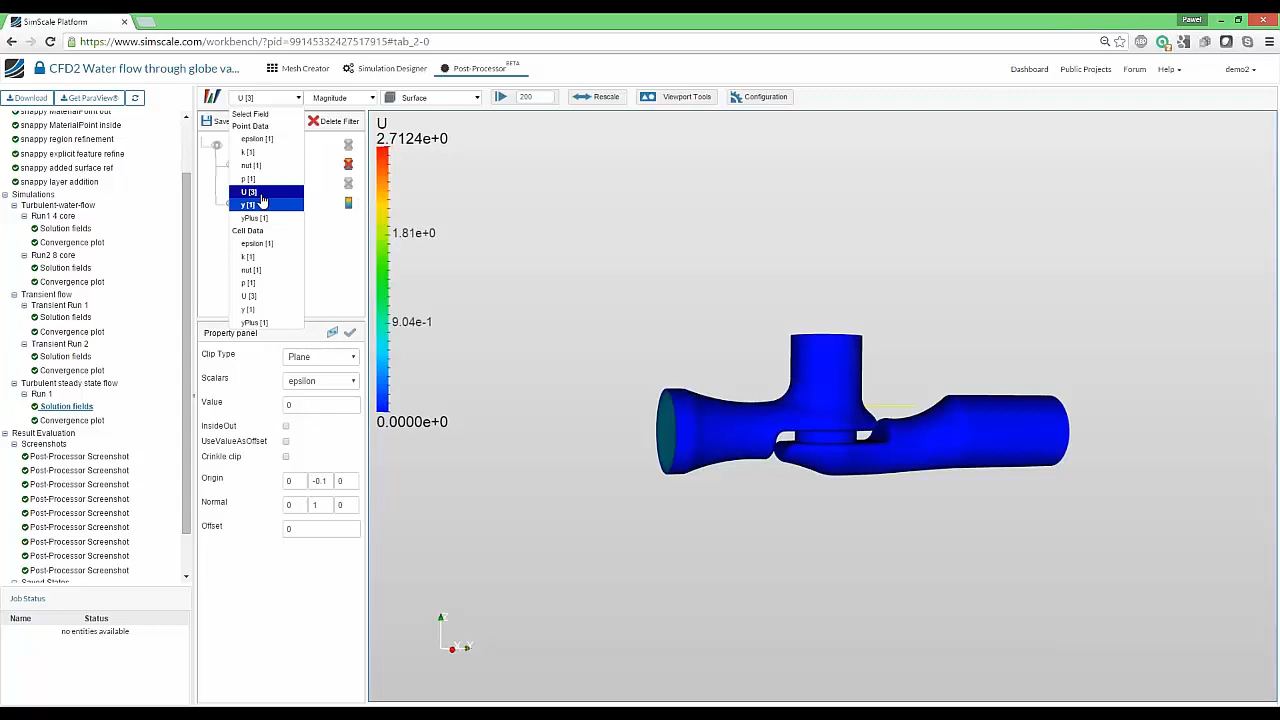 SimScale Platform
Pawel
https://www.simscale.com/workbench/?pid=99145332427517915#tab_2-0
CFD2 Water flow through globe va...
Mesh Creator
Simulation Designer
Post-Processor BETA
Dashboard
Public Projects
Forum
Help
demo2
Download
Get ParaView®
U [3]
Magnitude
Surface
200
Rescale
Viewport Tools
Configuration
snappy MaterialPoint out
snappy MaterialPoint inside
snappy region refinement
snappy explicit feature refine
snappy added surface ref
snappy layer addition
Simulations
Turbulent-water-flow
Run1 4 core
Solution fields
Convergence plot
Run2 8 core
Solution fields
Convergence plot
Transient flow
Transient Run 1
Solution fields
Convergence plot
Transient Run 2
Solution fields
Convergence plot
Turbulent steady state flow
Run 1
Solution fields
Convergence plot
Result Evaluation
Screenshots
Post-Processor Screenshot
Post-Processor Screenshot
Post-Processor Screenshot
Post-Processor Screenshot
Post-Processor Screenshot
Post-Processor Screenshot
Post-Processor Screenshot
Post-Processor Screenshot
Post-Processor Screenshot
Saved States
Job Status
Name Status
no entities available
Save
Delete Filter
Select Field
Point Data
epsilon [1]
k [1]
nut [1]
p [1]
U [3]
y [1]
yPlus [1]
Cell Data
epsilon [1]
k [1]
nut [1]
p [1]
U [3]
y [1]
yPlus [1]
Property panel
Clip Type Plane
Scalars epsilon
Value 0
InsideOut
UseValueAsOffset
Crinkle clip
Origin 0 -0.1 0
Normal 0 1 0
Offset 0
U
2.7124e+0
1.81e+0
9.04e-1
0.0000e+0